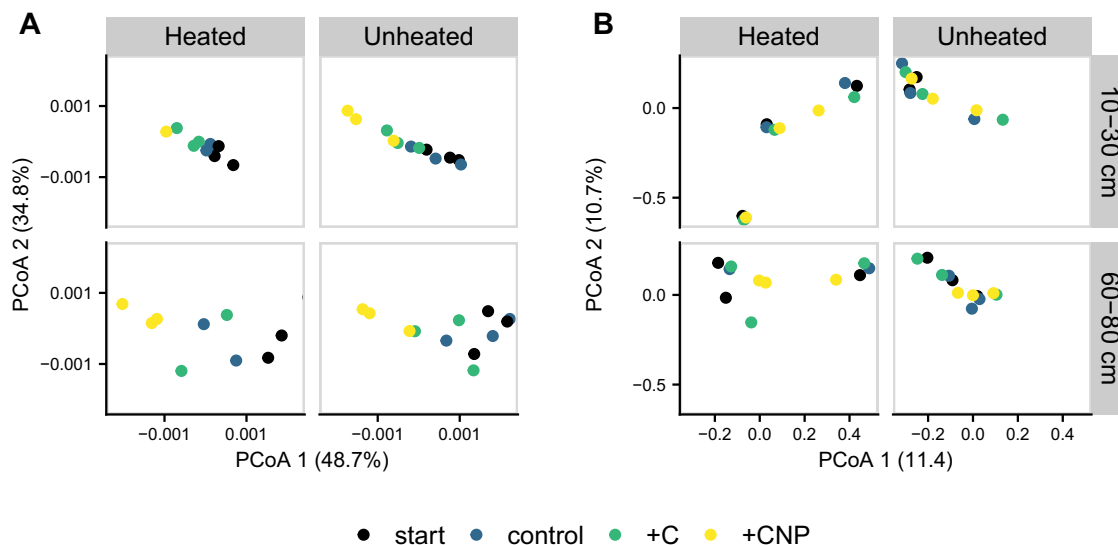 A
B
Heated Unheated
Heated Unheated
0.001
−0.001
0.001
−0.001
PCoA 2 (34.8%)
−0.001 0.001 −0.001 0.001
PCoA 1 (48.7%)
0.0
−0.5
0.0
−0.5
PCoA 2 (10.7%)
−0.2 0.0 0.2 0.4 −0.2 0.0 0.2 0.4
PCoA 1 (11.4)
10−30 cm
60−80 cm
start control +C +CNP